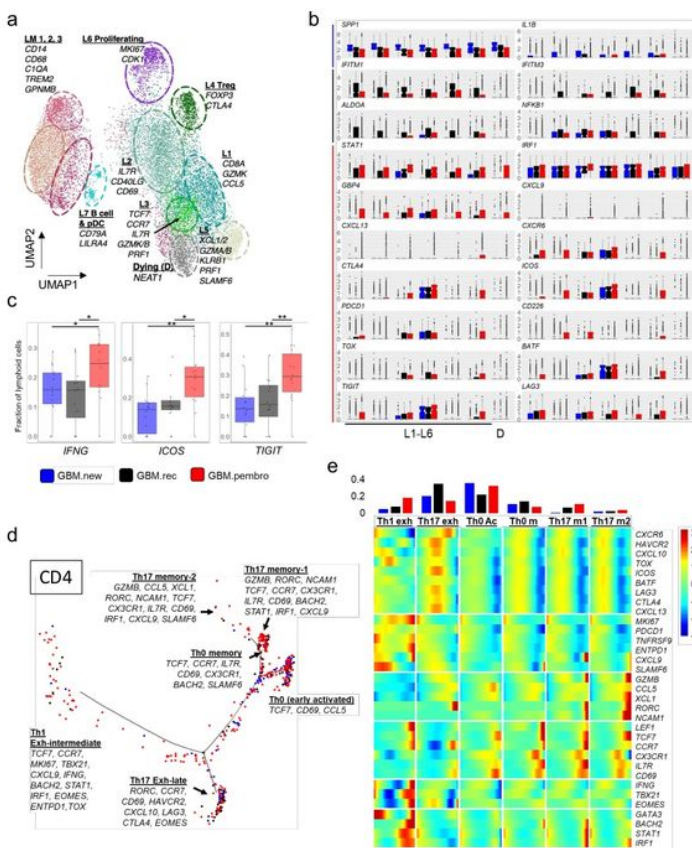 a
LM 1, 2, 3
CD14
CD68
C1QA
TREM2
GPNMB
L6 Proliferating
MKI67
CDK1
L4 Treg
FOXP3
CTLA4
L2
IL7R
CD40LG
CD69
L1
CD8A
GZMK
CCL5
L3
TCF7
CCR7
IL7R
GZMK/B
PRF1
L5
XCL1/2
GZMA/B
KLRB1
PRF1
SLAMF6
L7 B cell
& pDC
CD79A
LILRA4
Dying (D)
NEAT1
UMAP2
UMAP1
b
SPP1
IL1B
IFITM1
IFITM3
ALDOA
NFKB1
STAT1
IRF1
GBP4
CXCL9
CXCL13
CXCR6
CTLA4
ICOS
PDCD1
CD226
TOX
BATF
TIGIT
LAG3
L1-L6
D
c
Fraction of lymphoid cells
* * ** * ** **
IFNG
ICOS
TIGIT
GBM.new
GBM.rec
GBM.pembro
d
CD4
Th17 memory-2
GZMB, CCL5, XCL1,
RORC, NCAM1, TCF7,
CX3CR1, IL7R, CD69,
IRF1, CXCL9, SLAMF6
Th17 memory-1
GZMB, RORC, NCAM1
TCF7, CCR7, CX3CR1,
IL7R, CD69, BACH2,
STAT1, IRF1, CXCL9
Th0 memory
TCF7, CCR7, IL7R,
CD69, CX3CR1,
BACH2, SLAMF6
Th0 (early activated)
TCF7, CD69, CCL5
Th1
Exh-intermediate
TCF7, CCR7,
MKI67, TBX21,
CXCL9, IFNG,
BACH2, STAT1,
IRF1, EOMES,
ENTPD1,TOX
Th17 Exh-late
RORC, CCR7,
CD69, HAVCR2,
CXCL10, LAG3,
CTLA4, EOMES
e
0.4
0.2
0
Th1 exh
Th17 exh
Th0 Ac
Th0 m
Th17 m1
Th17 m2
CXCR6
HAVCR2
CXCL10
TOX
ICOS
BATF
LAG3
CTLA4
CXCL13
MKI67
PDCD1
TNFRSF9
ENTPD1
CXCL9
SLAMF6
GZMB
CCL5
XCL1
RORC
NCAM1
LEF1
TCF7
CCR7
CX3CR1
IL7R
CD69
IFNG
TBX21
EOMES
GATA3
BACH2
STAT1
IRF1